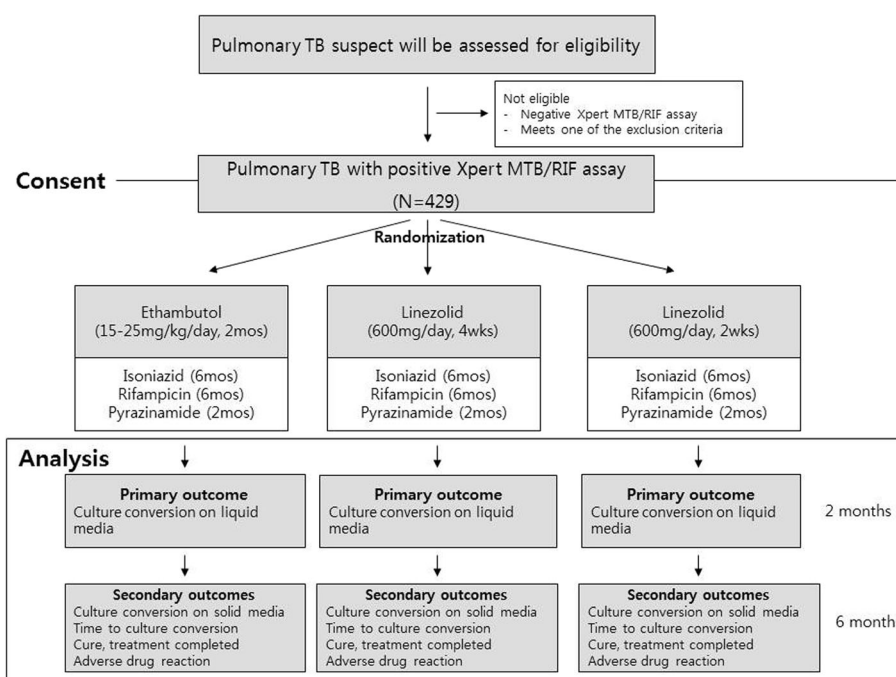 Pulmonary TB suspect will be assessed for eligibility
Not eligible
- Negative Xpert MTB/RIF assay
- Meets one of the exclusion criteria
Consent
Pulmonary TB with positive Xpert MTB/RIF assay
(N=429)
Randomization
Ethambutol
(15-25mg/kg/day, 2mos)
Isoniazid (6mos)
Rifampicin (6mos)
Pyrazinamide (2mos)
Linezolid
(600mg/day, 4wks)
Isoniazid (6mos)
Rifampicin (6mos)
Pyrazinamide (2mos)
Linezolid
(600mg/day, 2wks)
Isoniazid (6mos)
Rifampicin (6mos)
Pyrazinamide (2mos)
Analysis
Primary outcome
Culture conversion on liquid
media
Primary outcome
Culture conversion on liquid
media
Primary outcome
Culture conversion on liquid
media
2 months
Secondary outcomes
Culture conversion on solid media
Time to culture conversion
Cure, treatment completed
Adverse drug reaction
Secondary outcomes
Culture conversion on solid media
Time to culture conversion
Cure, treatment completed
Adverse drug reaction
Secondary outcomes
Culture conversion on solid media
Time to culture conversion
Cure, treatment completed
Adverse drug reaction
6 month